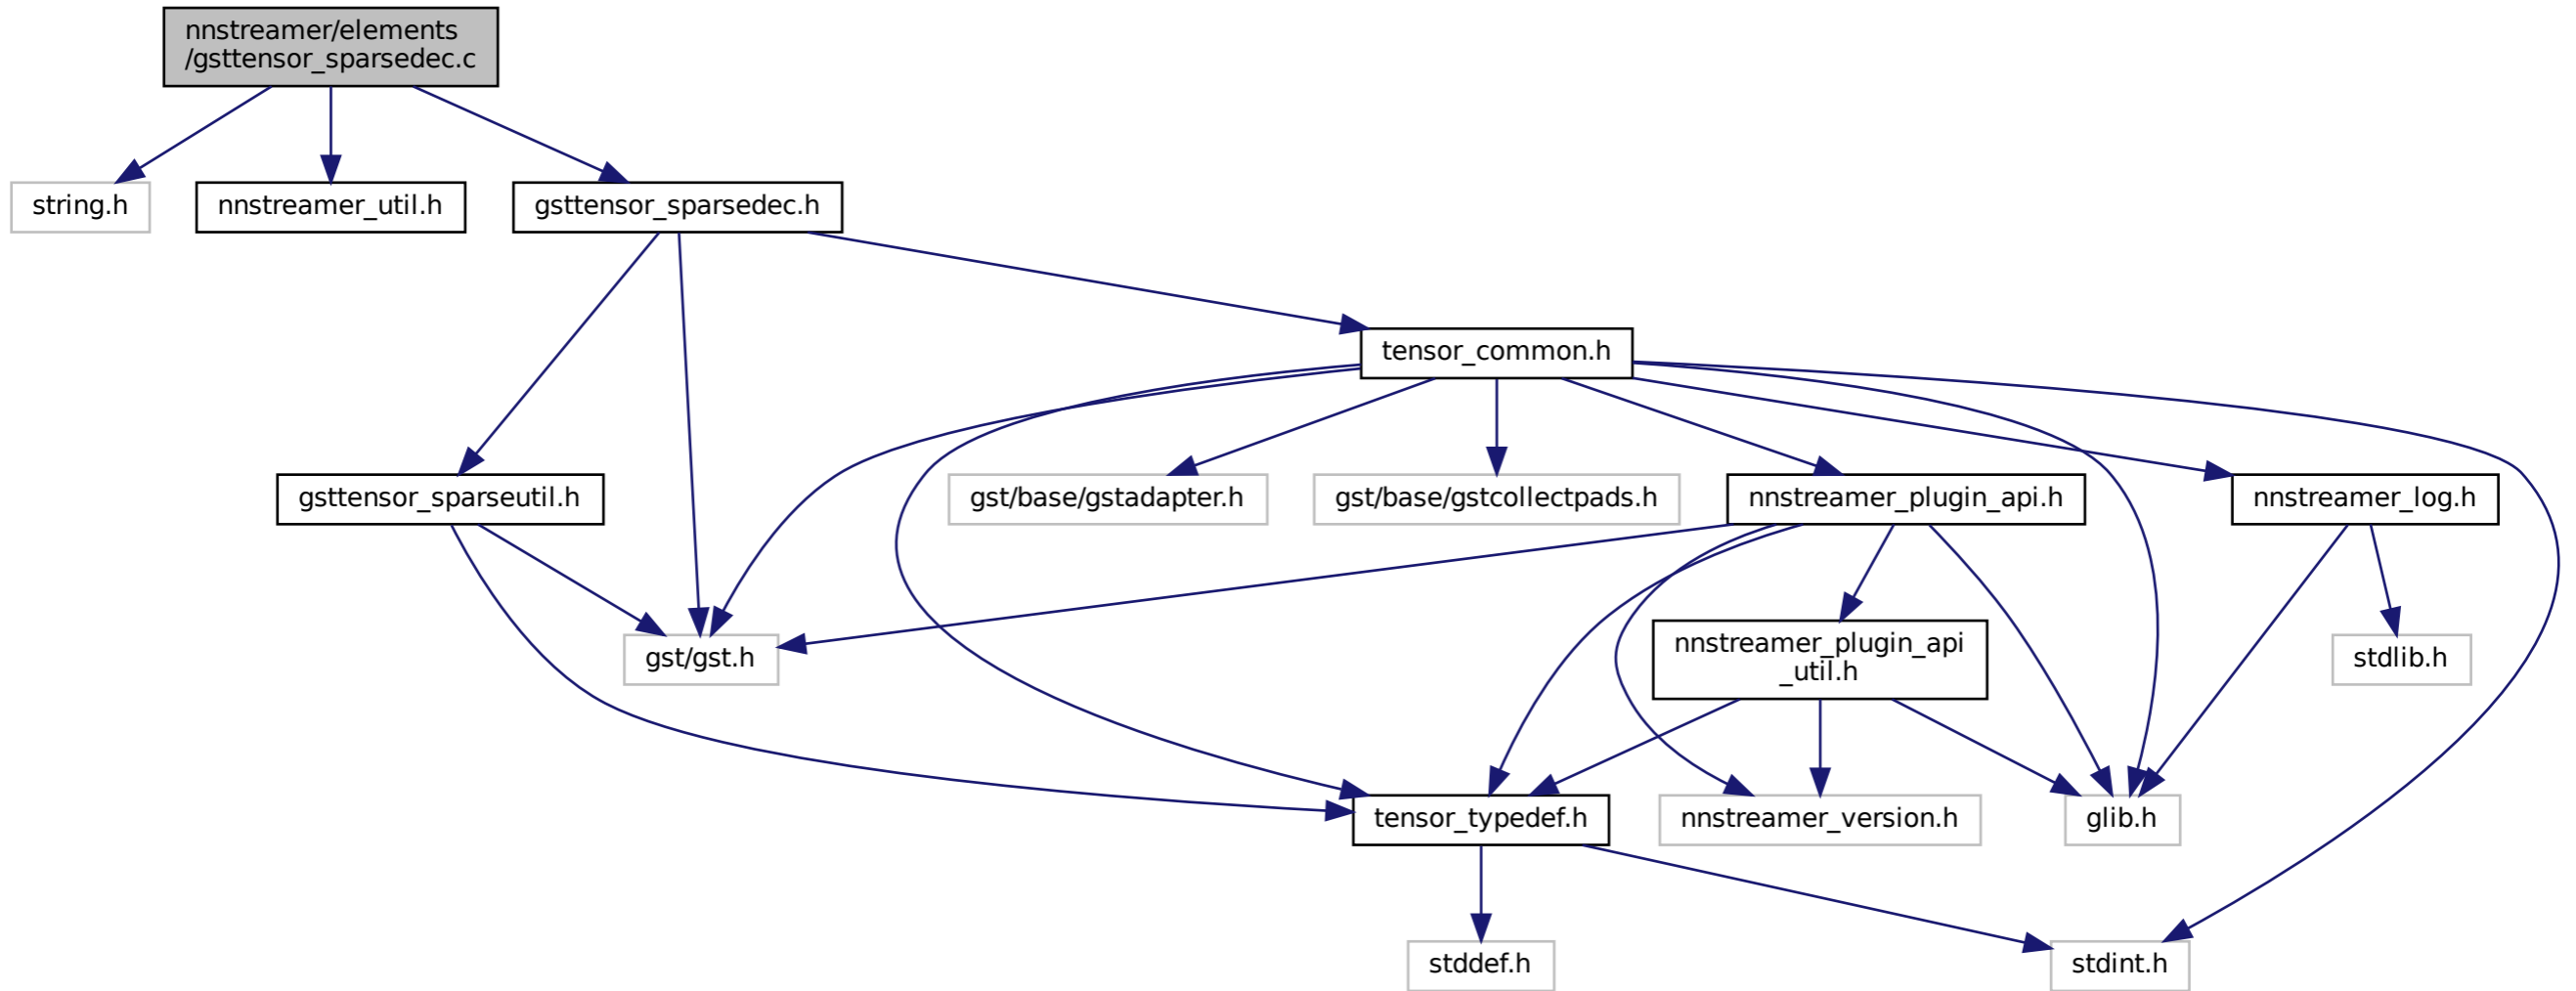 nnstreamer/elements
/gsttensor_sparsedec.c
string.h
nnstreamer_util.h
gsttensor_sparsedec.h
tensor_common.h
gsttensor_sparseutil.h
gst/base/gstadapter.h
gst/base/gstcollectpads.h
nnstreamer_plugin_api.h
nnstreamer_log.h
gst/gst.h
nnstreamer_plugin_api
_util.h
stdlib.h
tensor_typedef.h
nnstreamer_version.h
glib.h
stddef.h
stdint.h